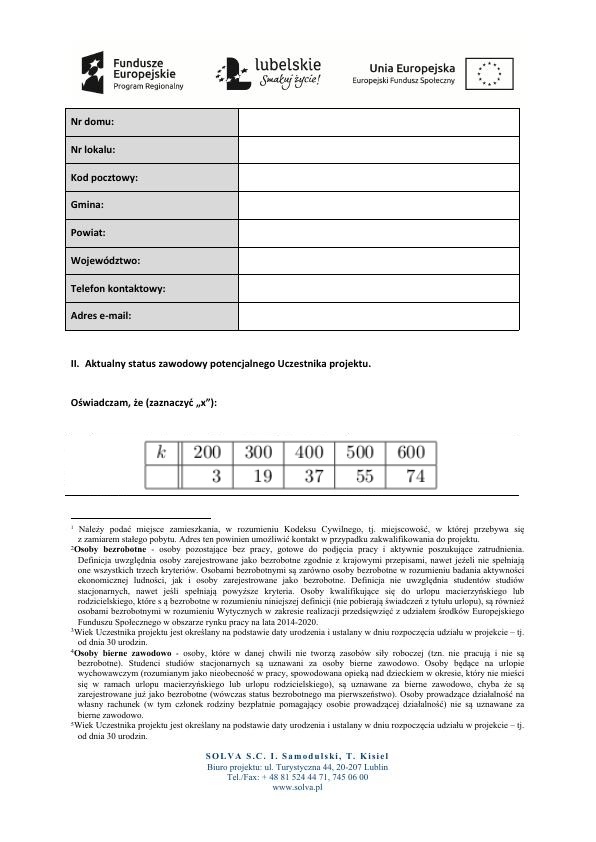 Fundusze
Europejskie
Program Regionalny
lubelskie
Smakuj życie!
Unia Europejska
Europejski Fundusz Społeczny
Nr domu:
Nr lokalu:
Kod pocztowy:
Gmina:
Powiat:
Województwo:
Telefon kontaktowy:
Adres e-mail:
II. Aktualny status zawodowy potencjalnego Uczestnika projektu.
Oświadczam, że (zaznaczyć „x”):
k 200 300 400 500 600
3 19 37 55 74
1 Należy podać miejsce zamieszkania, w rozumieniu Kodeksu Cywilnego, tj. miejscowość, w której przebywa się
z zamiarem stałego pobytu. Adres ten powinien umożliwić kontakt w przypadku zakwalifikowania do projektu.
2Osoby bezrobotne - osoby pozostające bez pracy, gotowe do podjęcia pracy i aktywnie poszukujące zatrudnienia.
Definicja uwzględnia osoby zarejestrowane jako bezrobotne zgodnie z krajowymi przepisami, nawet jeżeli nie spełniają
one wszystkich trzech kryteriów. Osobami bezrobotnymi są zarówno osoby bezrobotne w rozumieniu badania aktywności
ekonomicznej ludności, jak i osoby zarejestrowane jako bezrobotne. Definicja nie uwzględnia studentów studiów
stacjonarnych, nawet jeśli spełniają powyższe kryteria. Osoby kwalifikujące się do urlopu macierzyńskiego lub
rodzicielskiego, które s ą bezrobotne w rozumieniu niniejszej definicji (nie pobierają świadczeń z tytułu urlopu), są również
osobami bezrobotnymi w rozumieniu Wytycznych w zakresie realizacji przedsięwzięć z udziałem środków Europejskiego
Funduszu Społecznego w obszarze rynku pracy na lata 2014-2020.
3Wiek Uczestnika projektu jest określany na podstawie daty urodzenia i ustalany w dniu rozpoczęcia udziału w projekcie – tj.
od dnia 30 urodzin.
4Osoby bierne zawodowo - osoby, które w danej chwili nie tworzą zasobów siły roboczej (tzn. nie pracują i nie są
bezrobotne). Studenci studiów stacjonarnych są uznawani za osoby bierne zawodowo. Osoby będące na urlopie
wychowawczym (rozumianym jako nieobecność w pracy, spowodowana opieką nad dzieckiem w okresie, który nie mieści
się w ramach urlopu macierzyńskiego lub urlopu rodzicielskiego), są uznawane za bierne zawodowo, chyba że są
zarejestrowane już jako bezrobotne (wówczas status bezrobotnego ma pierwszeństwo). Osoby prowadzące działalność na
własny rachunek (w tym członek rodziny bezpłatnie pomagający osobie prowadzącej działalność) nie są uznawane za
bierne zawodowo.
5Wiek Uczestnika projektu jest określany na podstawie daty urodzenia i ustalany w dniu rozpoczęcia udziału w projekcie – tj.
od dnia 30 urodzin.
SOLVA S.C. I. Samodulski, T. Kisiel
Biuro projektu: ul. Turystyczna 44, 20-207 Lublin
Tel./Fax: + 48 81 524 44 71, 745 06 00
www.solva.pl